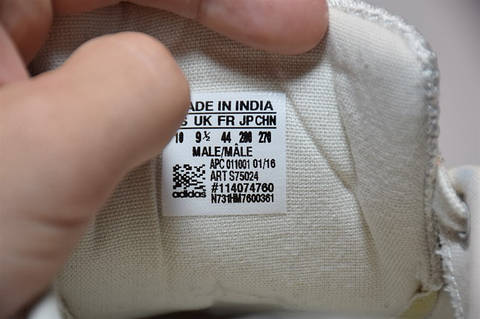 ADE IN INDIA
S UK FR JP CHN
10 9½ 44 280 270
MALE/MÂLE
APC 011001 01/16
ART S75024
#114074760
adidas N731HM7600361